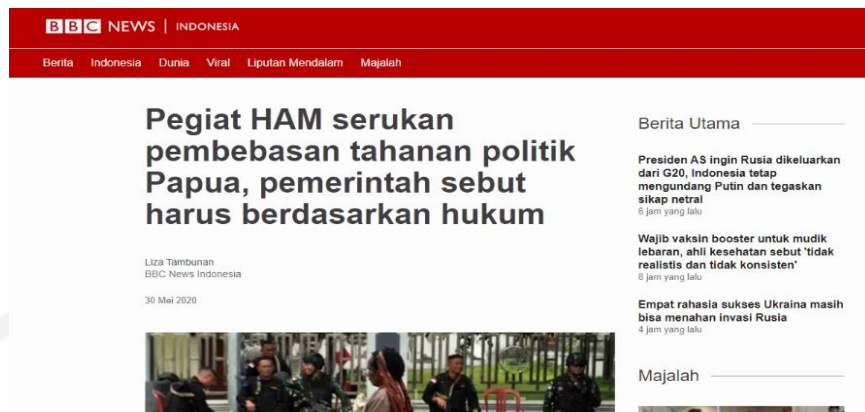 BBC NEWS | INDONESIA
Berita Indonesia Dunia Viral Liputan Mendalam Majalah
Pegiat HAM serukan
pembebasan tahanan politik
Papua, pemerintah sebut
harus berdasarkan hukum
Liza Tambunan
BBC News Indonesia
30 Mei 2020
Berita Utama
Presiden AS ingin Rusia dikeluarkan
dari G20, Indonesia tetap
mengundang Putin dan tegaskan
sikap netral
6 jam yang lalu
Wajib vaksin booster untuk mudik
lebaran, ahli kesehatan sebut 'tidak
realistis dan tidak konsisten'
8 jam yang lalu
Empat rahasia sukses Ukraina masih
bisa menahan invasi Rusia
4 jam yang lalu
Majalah